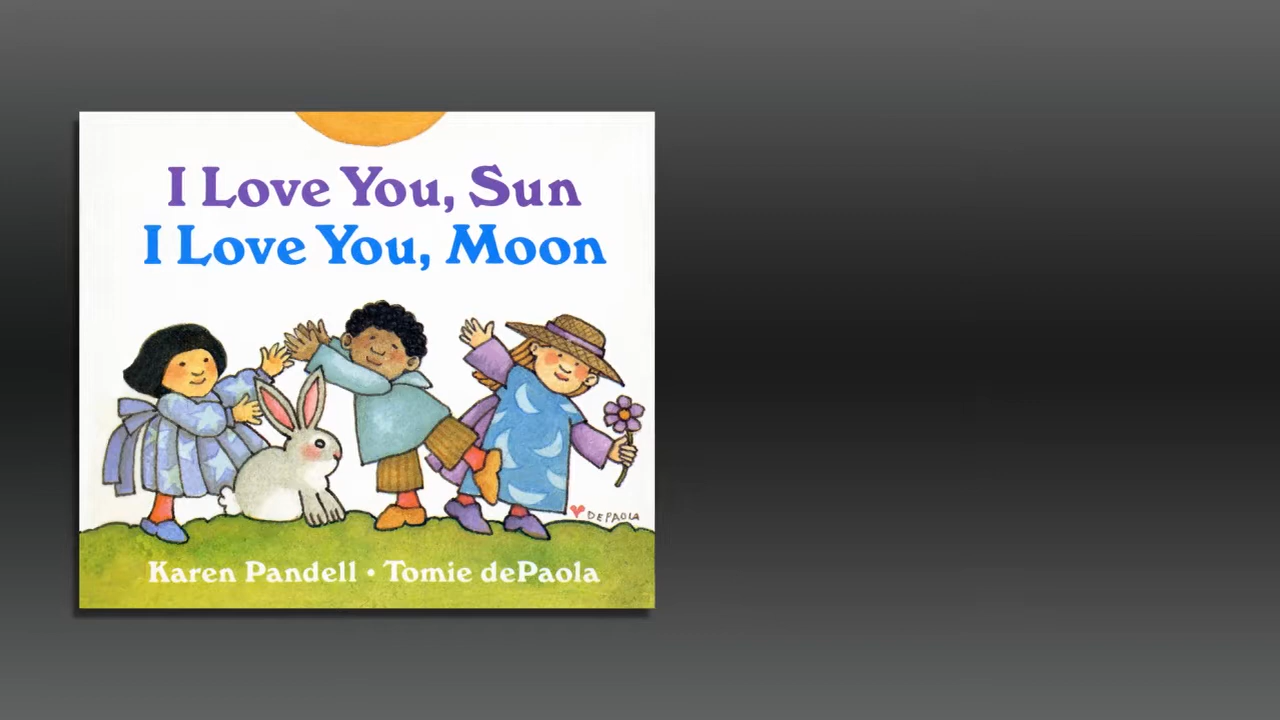 I Love You, Sun
I Love You, Moon
DEPAOLA
Karen Pandell • Tomie dePaola